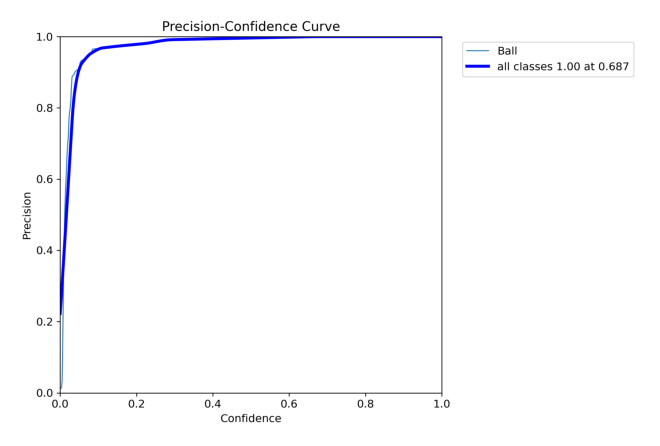 Precision-Confidence Curve
Ball
all classes 1.00 at 0.687
1.0
0.8
0.6
0.4
0.2
0.0
Precision
0.0 0.2 0.4 0.6 0.8 1.0
Confidence